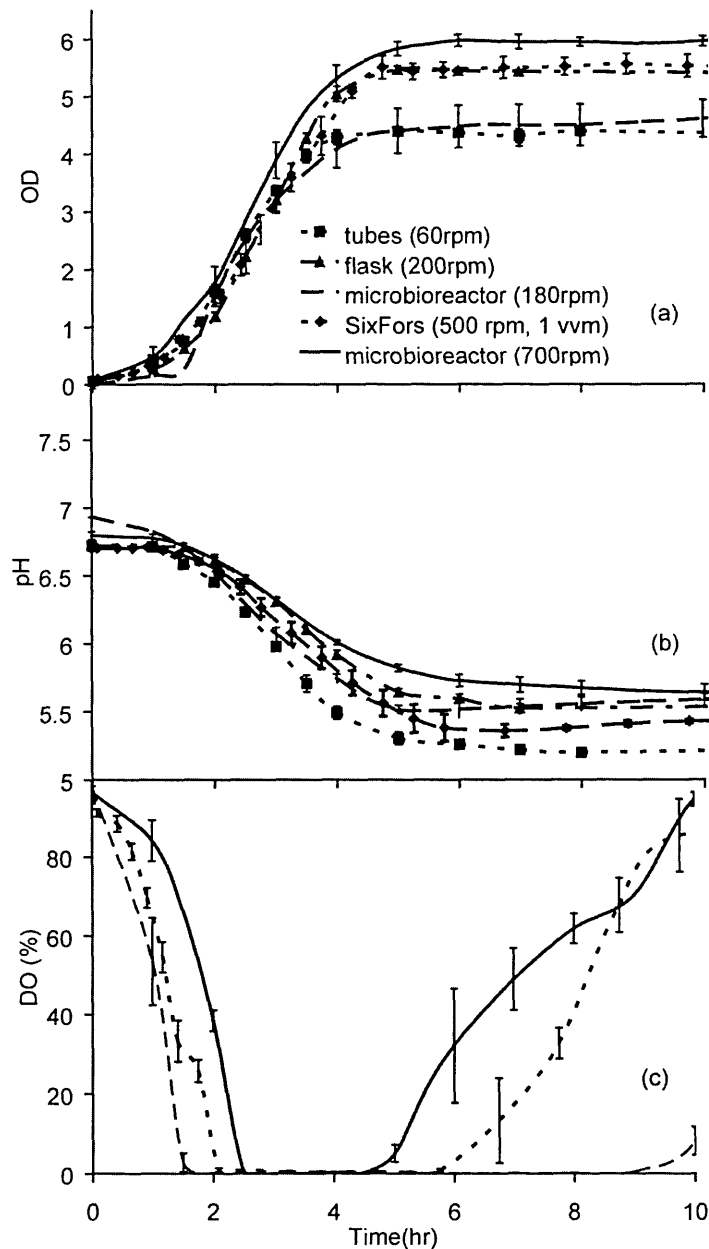 6
5
4
3
2
1
0
OD
tubes (60rpm)
flask (200rpm)
microbioreactor (180rpm)
SixFors (500 rpm, 1 vvm)
microbioreactor (700rpm)
(a)
7.5
7
6.5
6
5.5
5
pH
(b)
80
60
40
20
0
DO (%)
(c)
0 2 4 6 8 10
Time(hr)